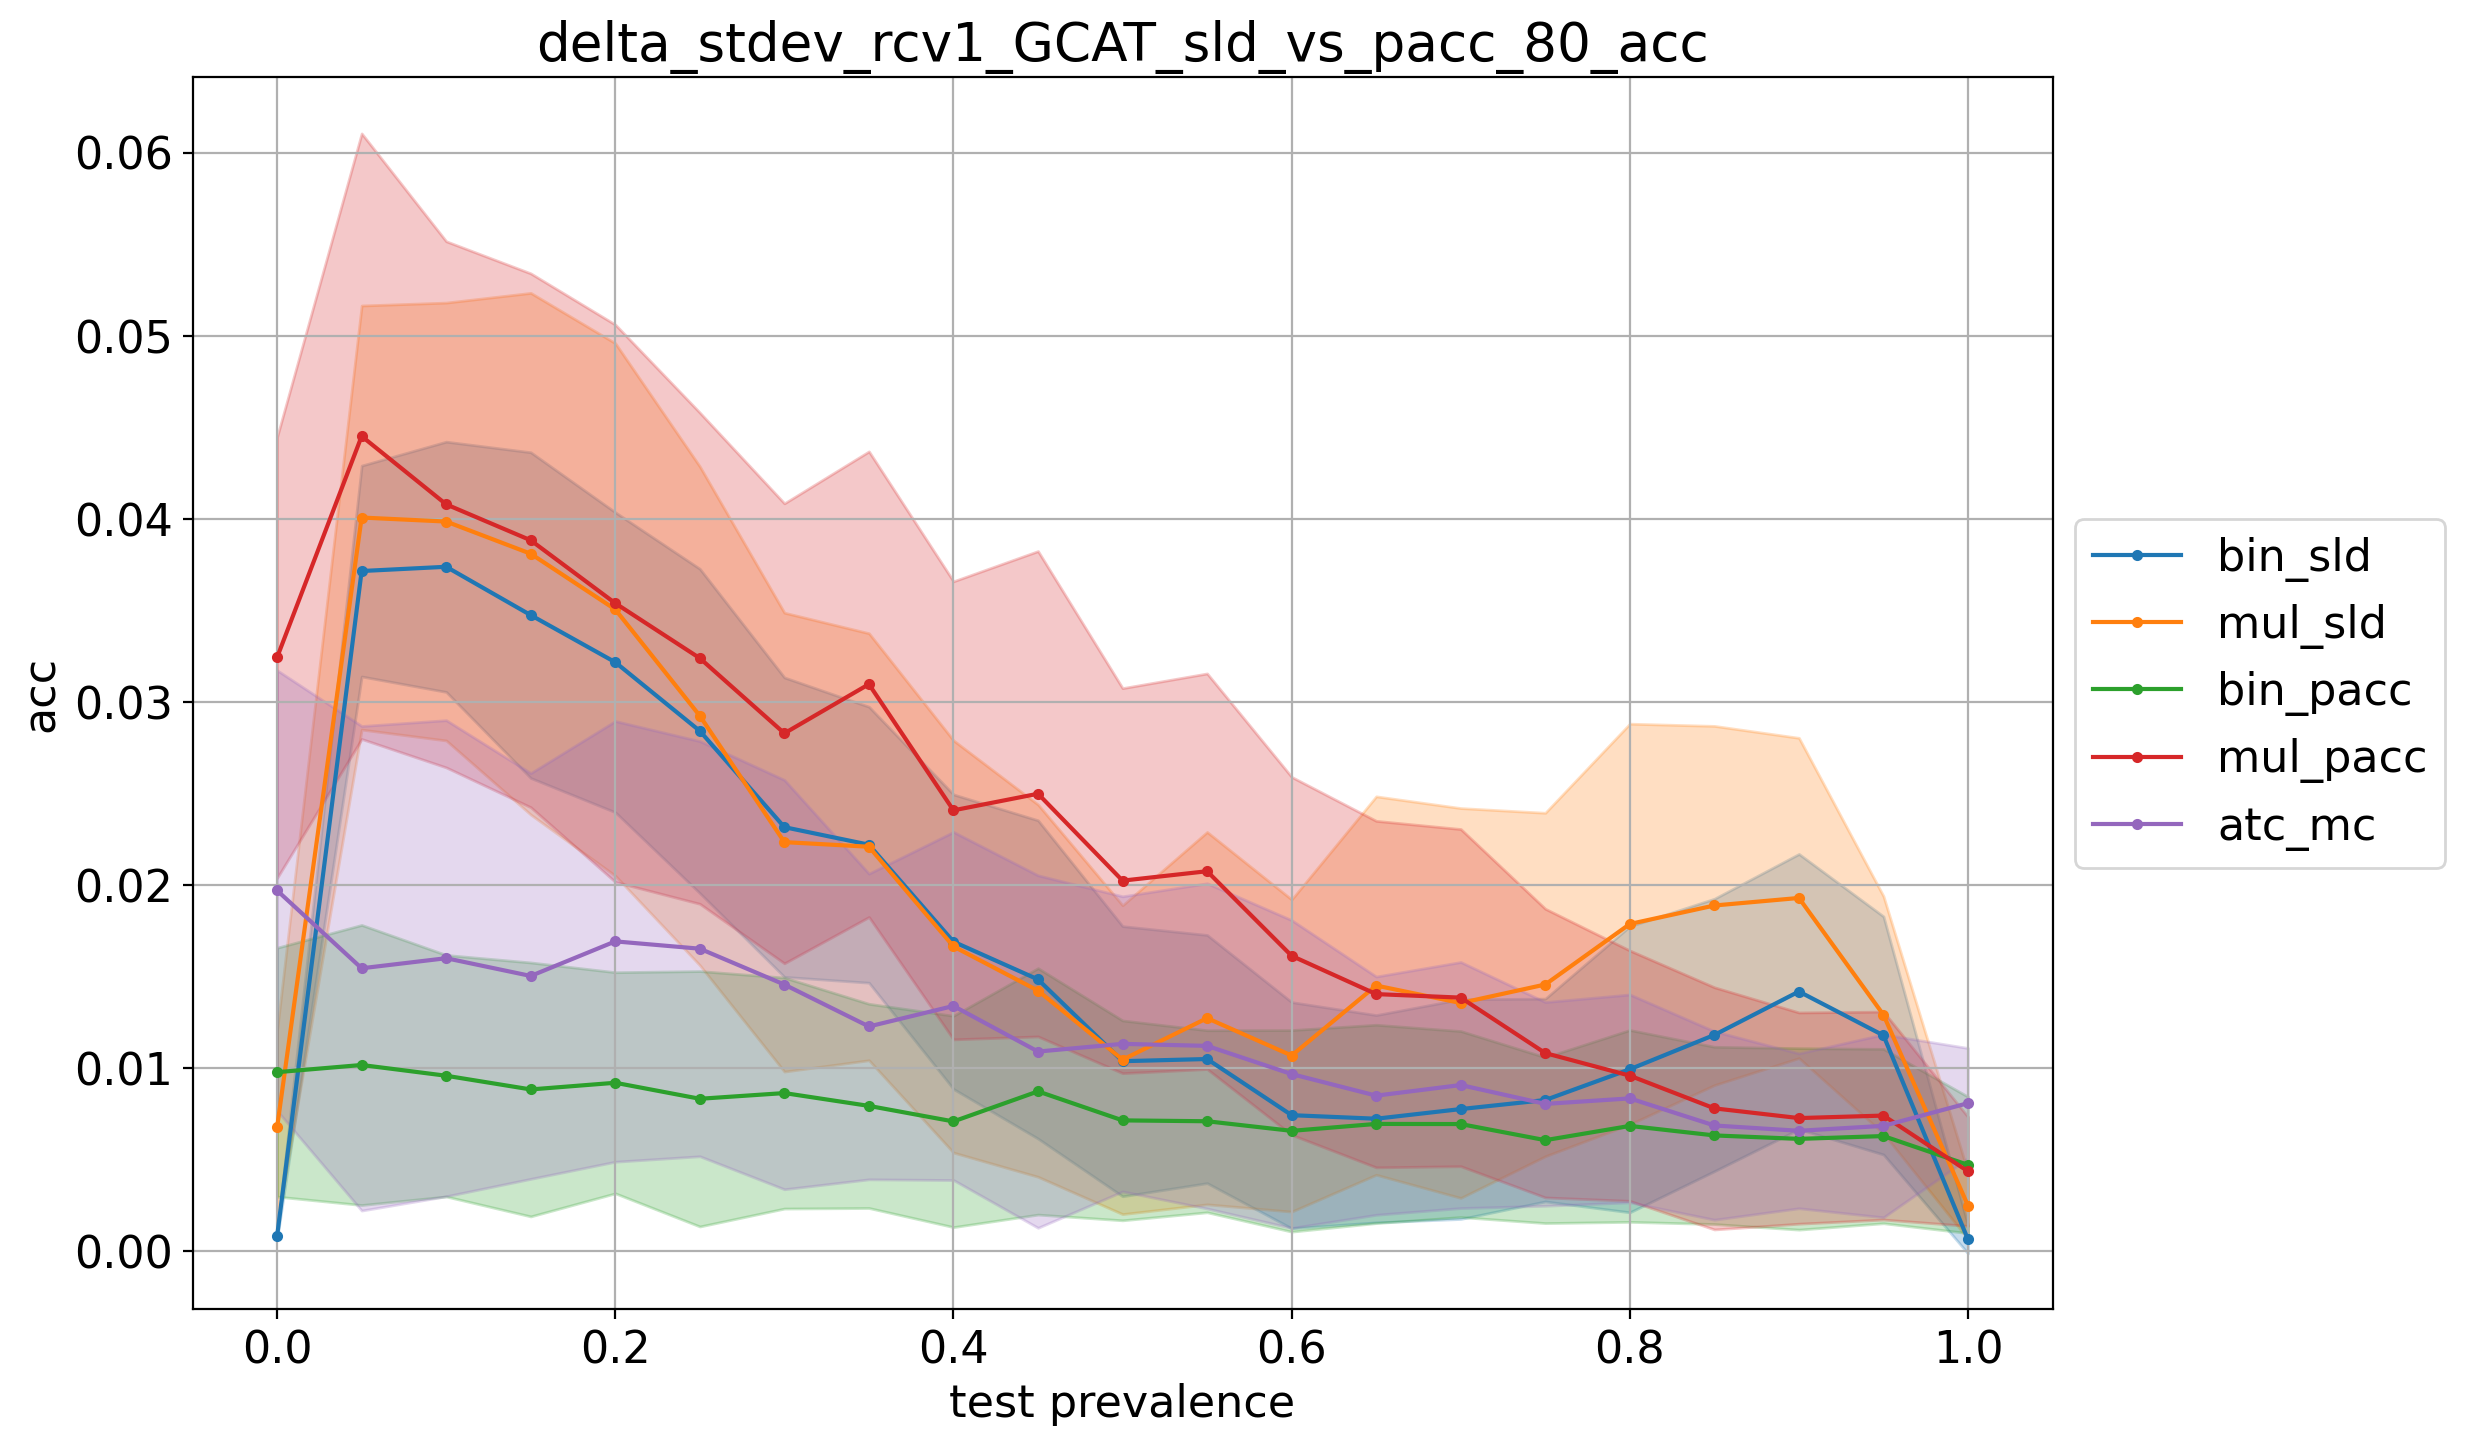 delta_stdev_rcv1_GCAT_sld_vs_pacc_80_acc
0.06
0.05
0.04
0.03
0.02
0.01
0.00
acc
0.0 0.2 0.4 0.6 0.8 1.0
test prevalence
bin_sld
mul_sld
bin_pacc
mul_pacc
atc_mc